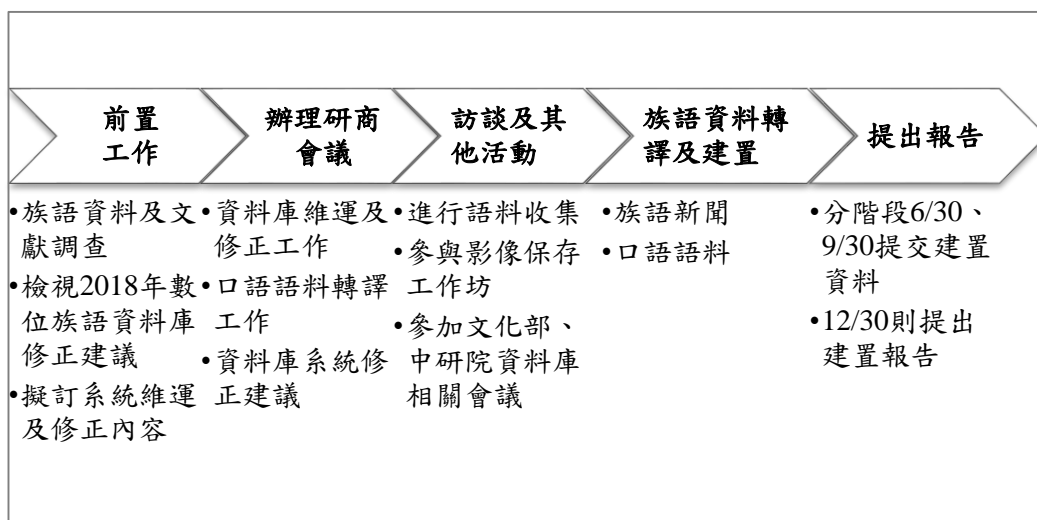 前置
工作
辦理研商
會議
訪談及其
他活動
族語資料轉
譯及建置
提出報告
•族語資料及文
獻調查
•檢視2018年數
位族語資料庫
修正建議
•擬訂系統維運
及修正內容
•資料庫維運及
修正工作
•口語語料轉譯
工作
•資料庫系統修
正建議
•進行語料收集
•參與影像保存
工作坊
•參加文化部、
中研院資料庫
相關會議
•族語新聞
•口語語料
•分階段6/30、
9/30提交建置
資料
•12/30則提出
建置報告